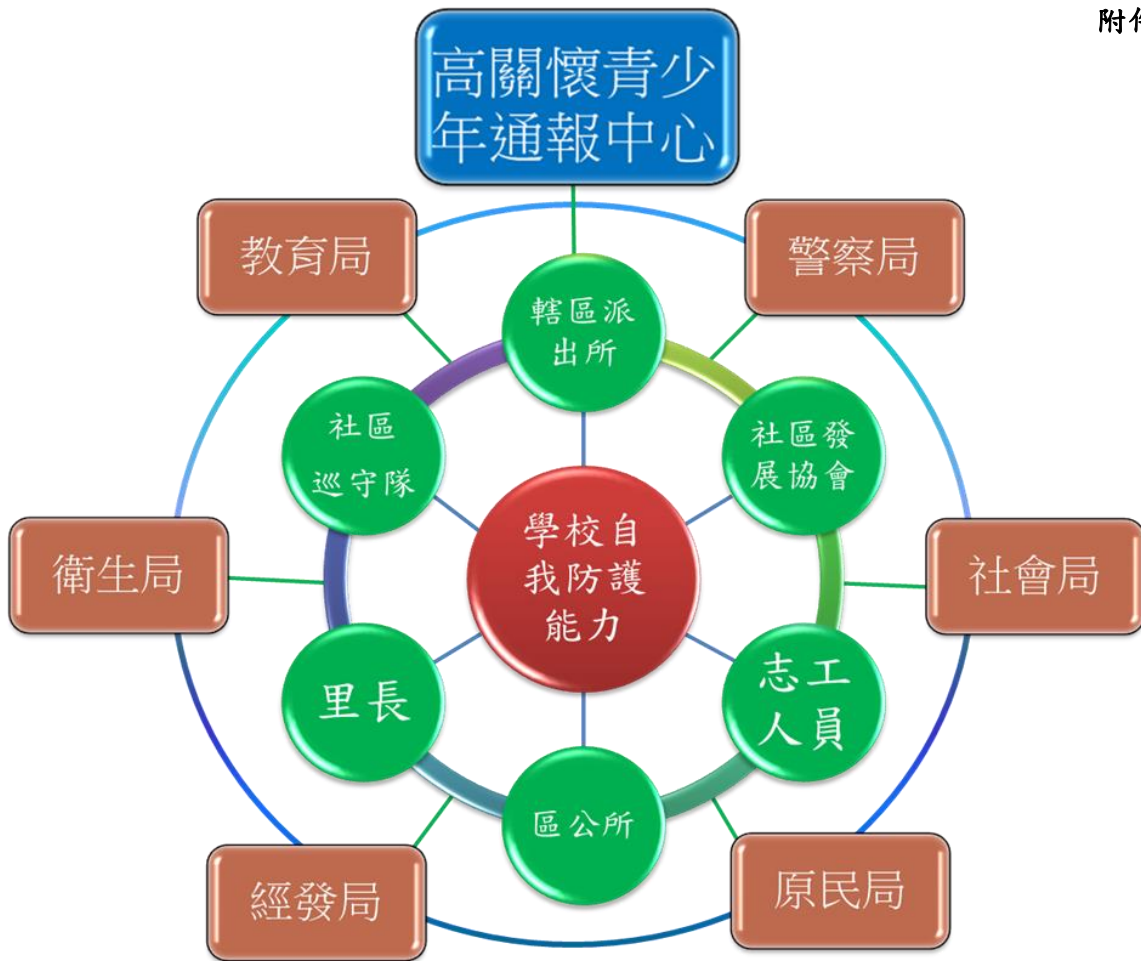 附
高關懷青少
年通報中心
教育局
警察局
轄區派
出所
社區
巡守隊
社區發
展協會
學校自
我防護
能力
衛生局
社會局
里長
志工
人員
區公所
經發局
原民局